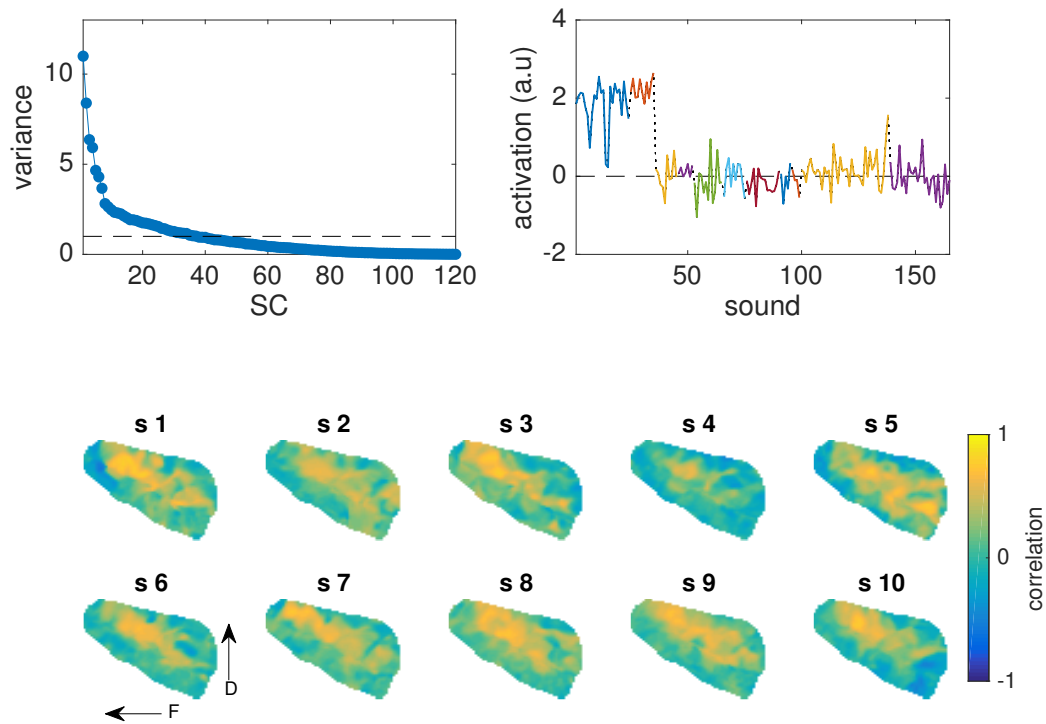 variance
10
5
0
20 40 60 80 100 120
SC
activation (a.u)
4
2
0
-2
50 100 150
sound
s 1 s 2 s 3 s 4 s 5
s 6 s 7 s 8 s 9 s 10
D
F
1
0
-1
correlation